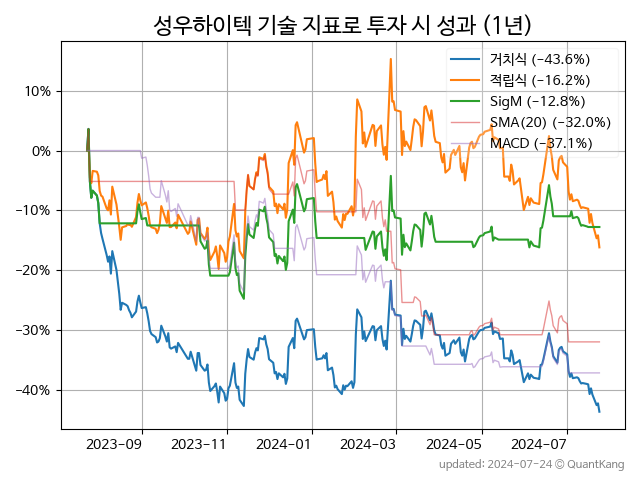 성우하이텍 기술 지표로 투자 시 성과 (1년)
거치식 (−43.6%)
적립식 (−16.2%)
SigM (−12.8%)
SMA(20) (−32.0%)
MACD (−37.1%)
10%
0%
−10%
−20%
−30%
−40%
2023−09
2023−11
2024−01
2024−03
2024−05
2024−07
updated: 2024−07−24 © QuantKang